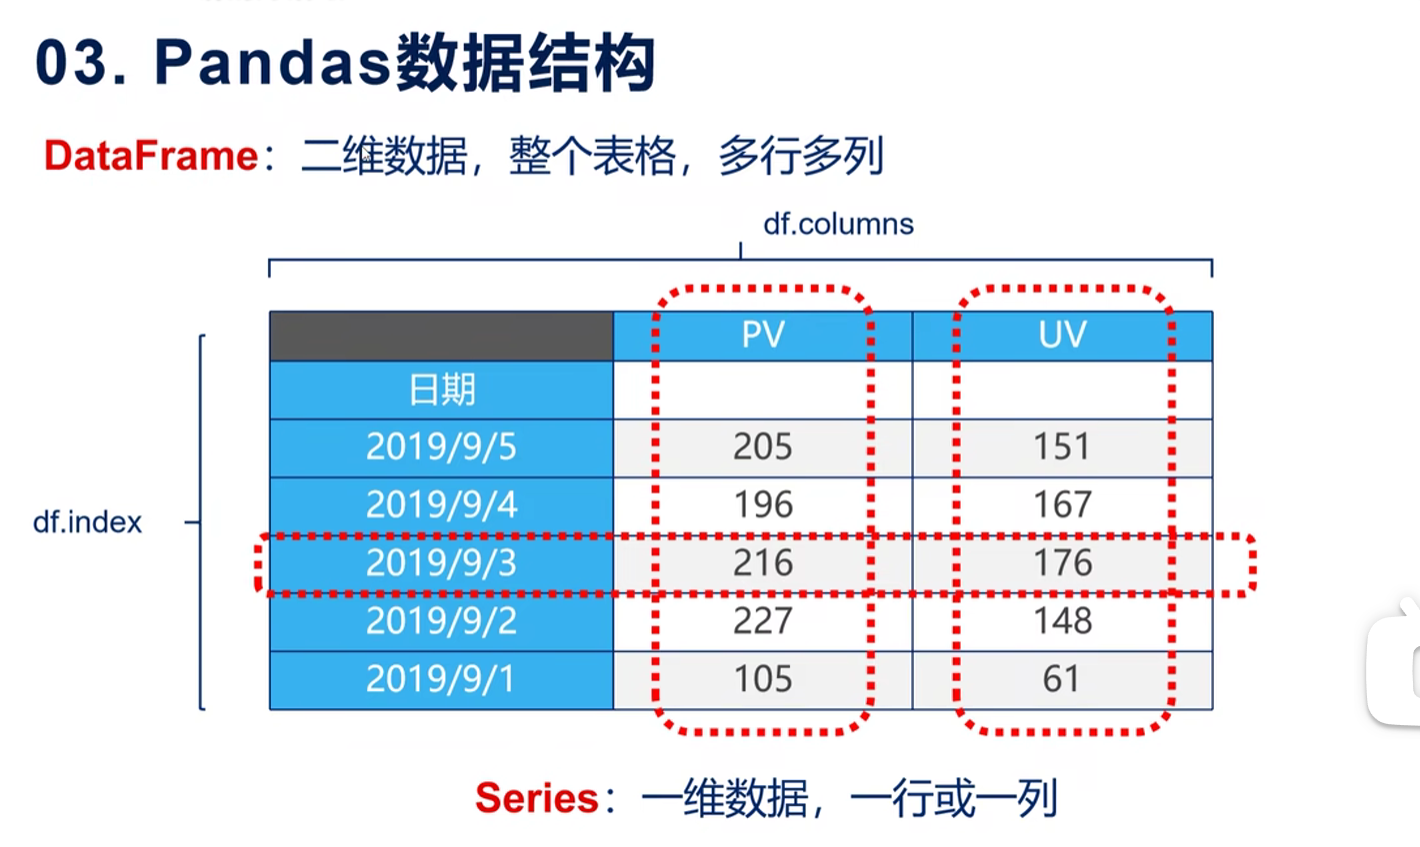 03. Pandas数据结构
DataFrame：二维数据，整个表格，多行多列
df.columns
PV UV
日期
2019/9/5 205 151
2019/9/4 196 167
df.index
2019/9/3 216 176
2019/9/2 227 148
2019/9/1 105 61
Series：一维数据，一行或一列